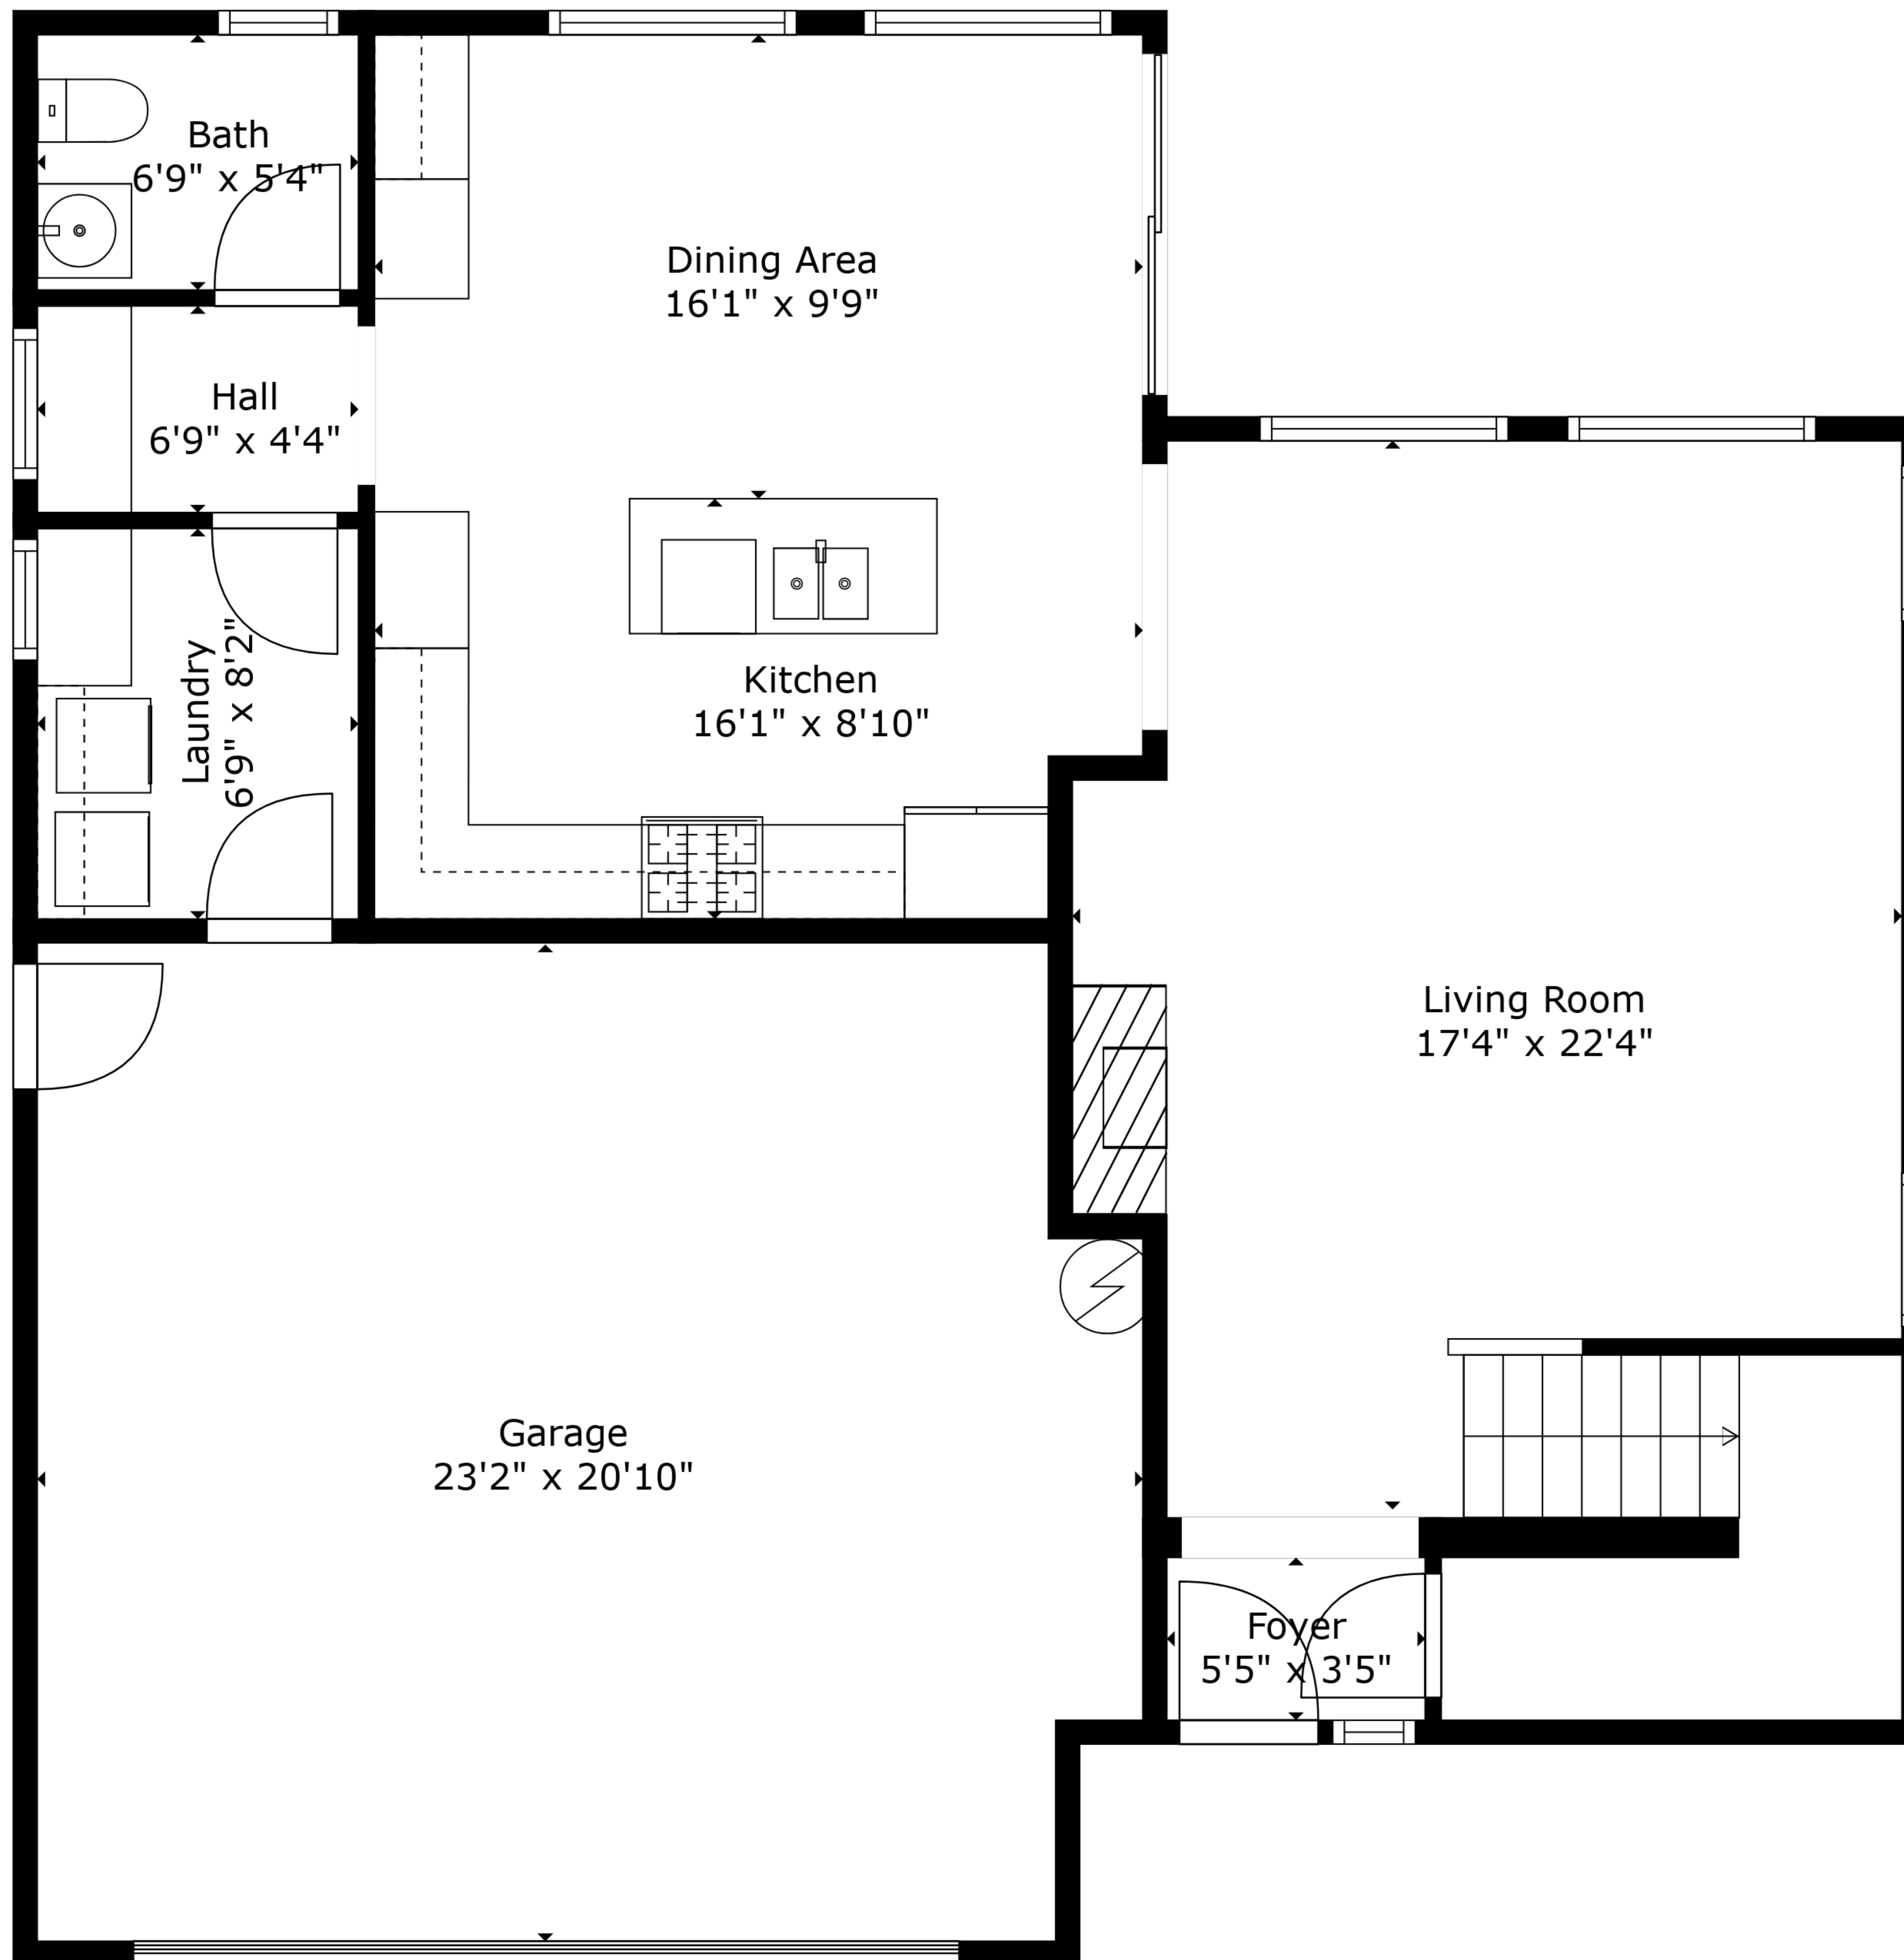 Bath
6'9" x 5'4"
Dining Area
16'1" x 9'9"
Hall
6'9" x 4'4"
Laundry
6'9" x 8'2"
Kitchen
16'1" x 8'10"
Living Room
17'4" x 22'4"
Garage
23'2" x 20'10"
Foyer
5'5" x 3'5"